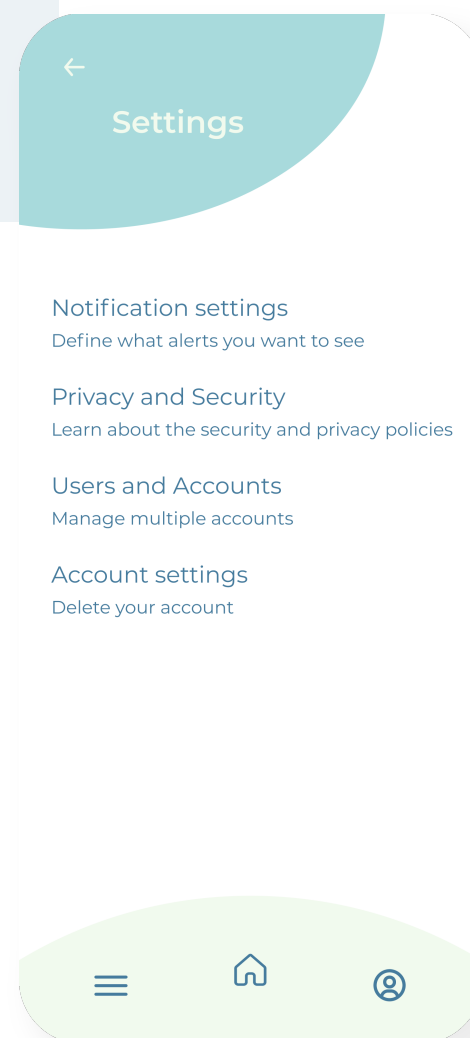 Settings
Notification settings
Define what alerts you want to see
Privacy and Security
Learn about the security and privacy policies
Users and Accounts
Manage multiple accounts
Account settings
Delete your account